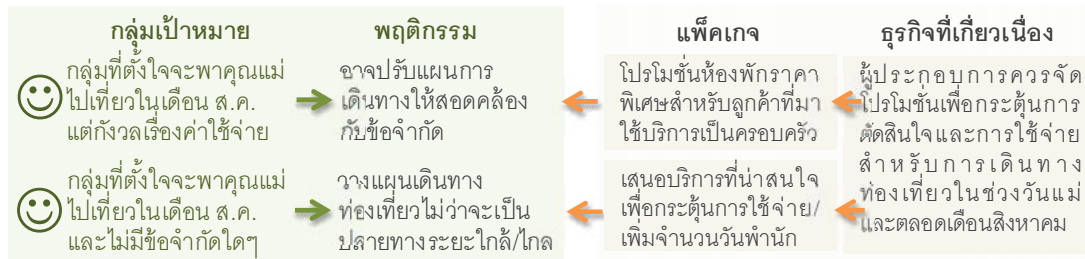 กลุ่มเป้าหมาย
พฤติกรรม
แพ็คเกจ
ธุรกิจที่เกี่ยวเนื่อง
กลุ่มที่ตั้งใจจะพาคุณแม่
ไปเที่ยวในเดือน ส.ค.
แต่กังวลเรื่องค่าใช้จ่าย
อาจปรับแผนการ
เดินทางให้สอดคล้อง
กับข้อจำกัด
โปรโมชั่นห้องพักราคา
พิเศษสำหรับลูกค้าที่มา
ใช้บริการเป็นครอบครัว
ผู้ประกอบการควรจัด
โปรโมชั่นเพื่อกระตุ้นการ
ตัดสินใจและการใช้จ่าย
สำหรับการเดินทาง
ท่องเที่ยวในช่วงวันแม่
และตลอดเดือนสิงหาคม
กลุ่มที่ตั้งใจจะพาคุณแม่
ไปเที่ยวในเดือน ส.ค.
และไม่มีข้อจำกัดใดๆ
วางแผนเดินทาง
ท่องเที่ยวไม่ว่าจะเป็น
ปลายทางระยะใกล้/ไกล
เสนอบริการที่น่าสนใจ
เพื่อกระตุ้นการใช้จ่าย/
เพิ่มจำนวนวันพำนัก